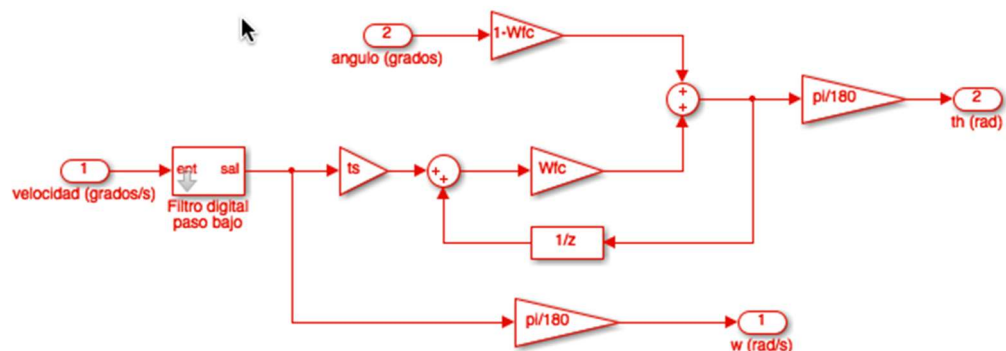 2
angulo (grados)
1-Wfc
+
+
pi/180
2
th (rad)
1
velocidad (grados/s)
ent sal
Filtro digital
paso bajo
ts
+
+
Wfc
1/z
pi/180
1
w (rad/s)